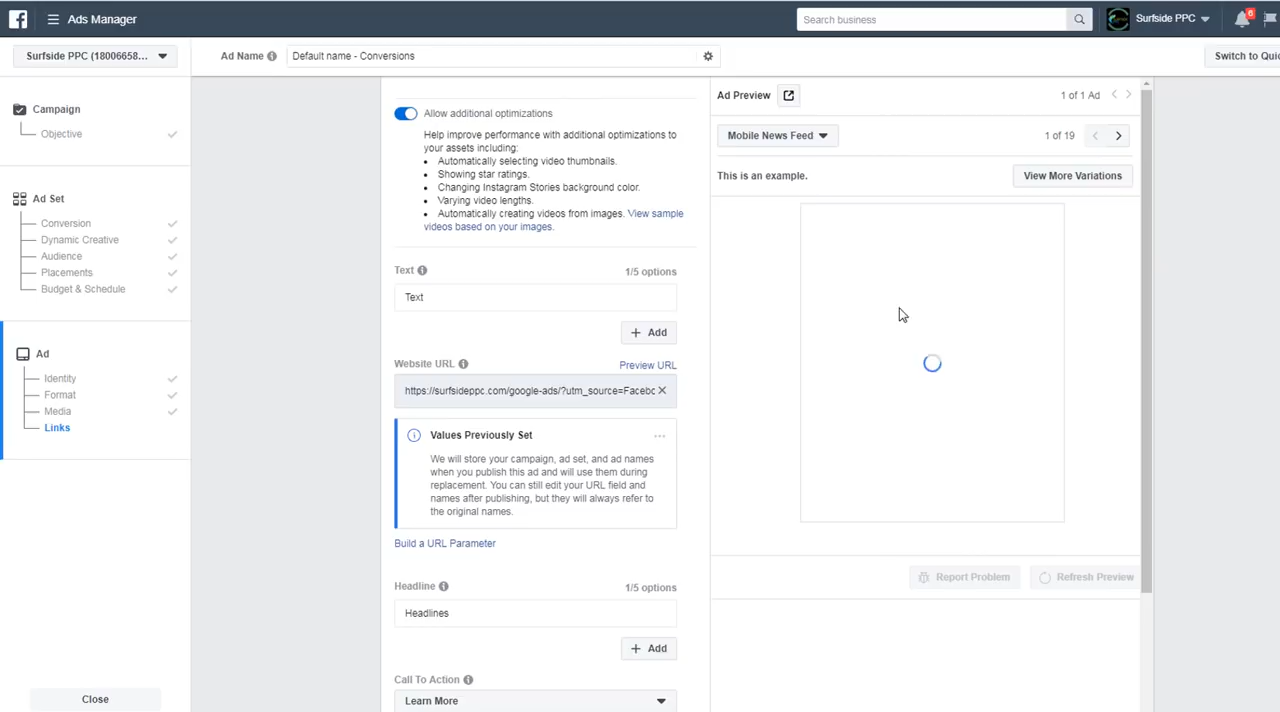 Ads Manager
Search business
Surfside PPC
6
Surfside PPC (18006658...
Ad Name
Default name - Conversions
Switch to Quic
Campaign
Objective
Ad Set
Conversion
Dynamic Creative
Audience
Placements
Budget & Schedule
Ad
Identity
Format
Media
Links
Close
Allow additional optimizations
Help improve performance with additional optimizations to
your assets including:
• Automatically selecting video thumbnails.
• Showing star ratings.
• Changing Instagram Stories background color.
• Varying video lengths.
• Automatically creating videos from images. View sample
videos based on your images.
Text
1/5 options
Text
+ Add
Website URL
Preview URL
https://surfsideppc.com/google-ads/?utm_source=Facebo
Values Previously Set
We will store your campaign, ad set, and ad names
when you publish this ad and will use them during
replacement. You can still edit your URL field and
names after publishing, but they will always refer to
the original names.
Build a URL Parameter
Headline
1/5 options
Headlines
+ Add
Call To Action
Learn More
Ad Preview
1 of 1 Ad
Mobile News Feed
1 of 19
This is an example.
View More Variations
Report Problem
Refresh Preview